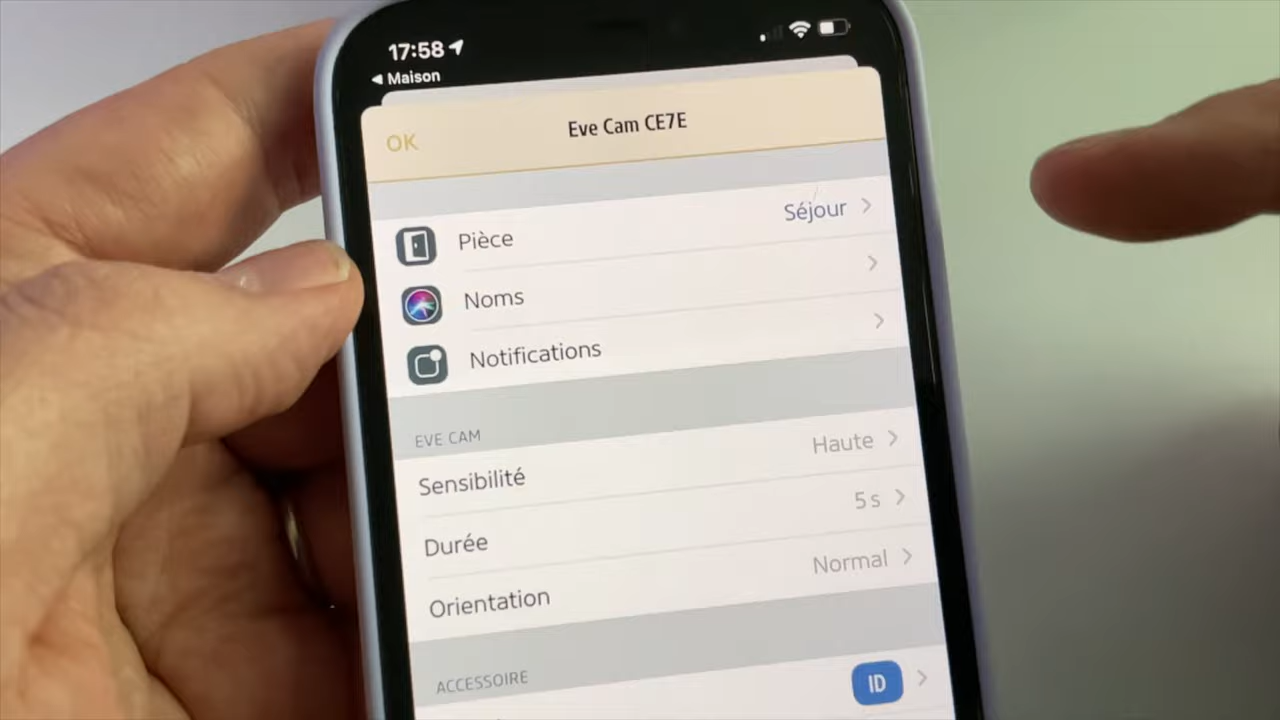 17:58
◀ Maison
OK
Eve Cam CE7E
Pièce Séjour
Noms
Notifications
EVE CAM
Sensibilité Haute
Durée 5 s
Orientation Normal
ACCESSOIRE
ID